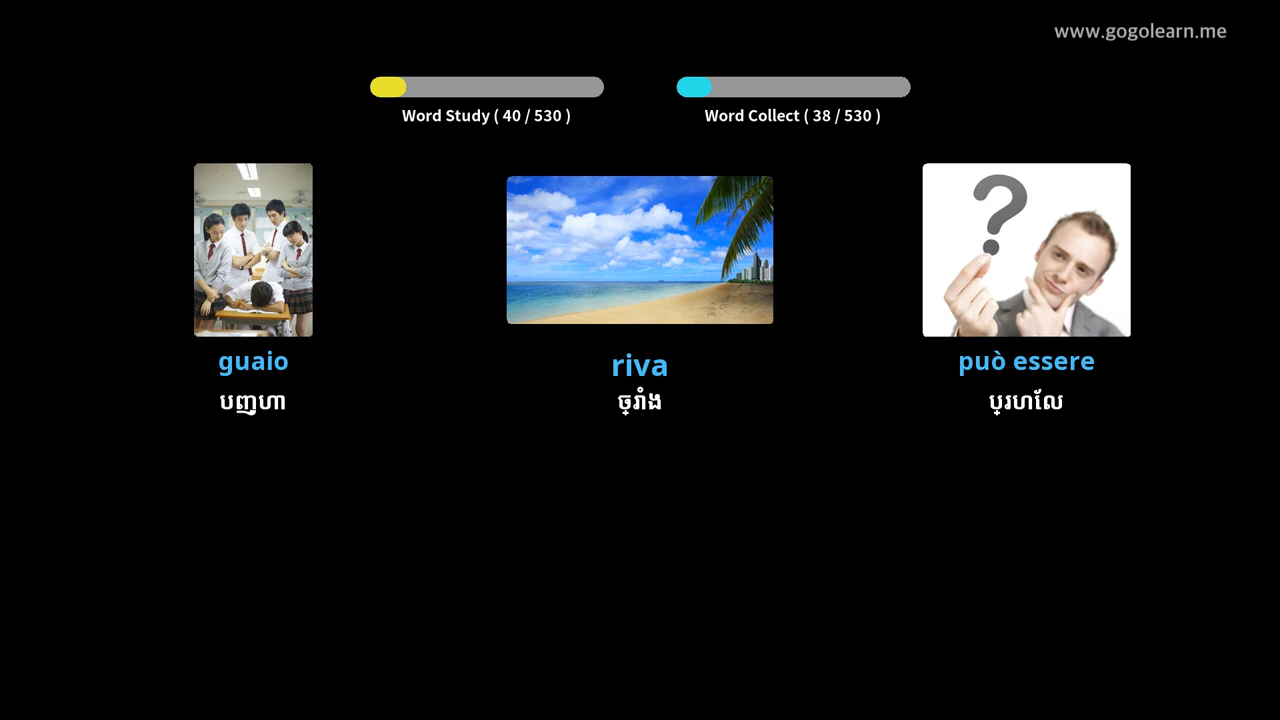 www.gogolearn.me
Word Study ( 40 / 530 )
Word Collect ( 38 / 530 )
guaio
riva
può essere
បញ្ហា
ច្រាំង
ប្រហែល